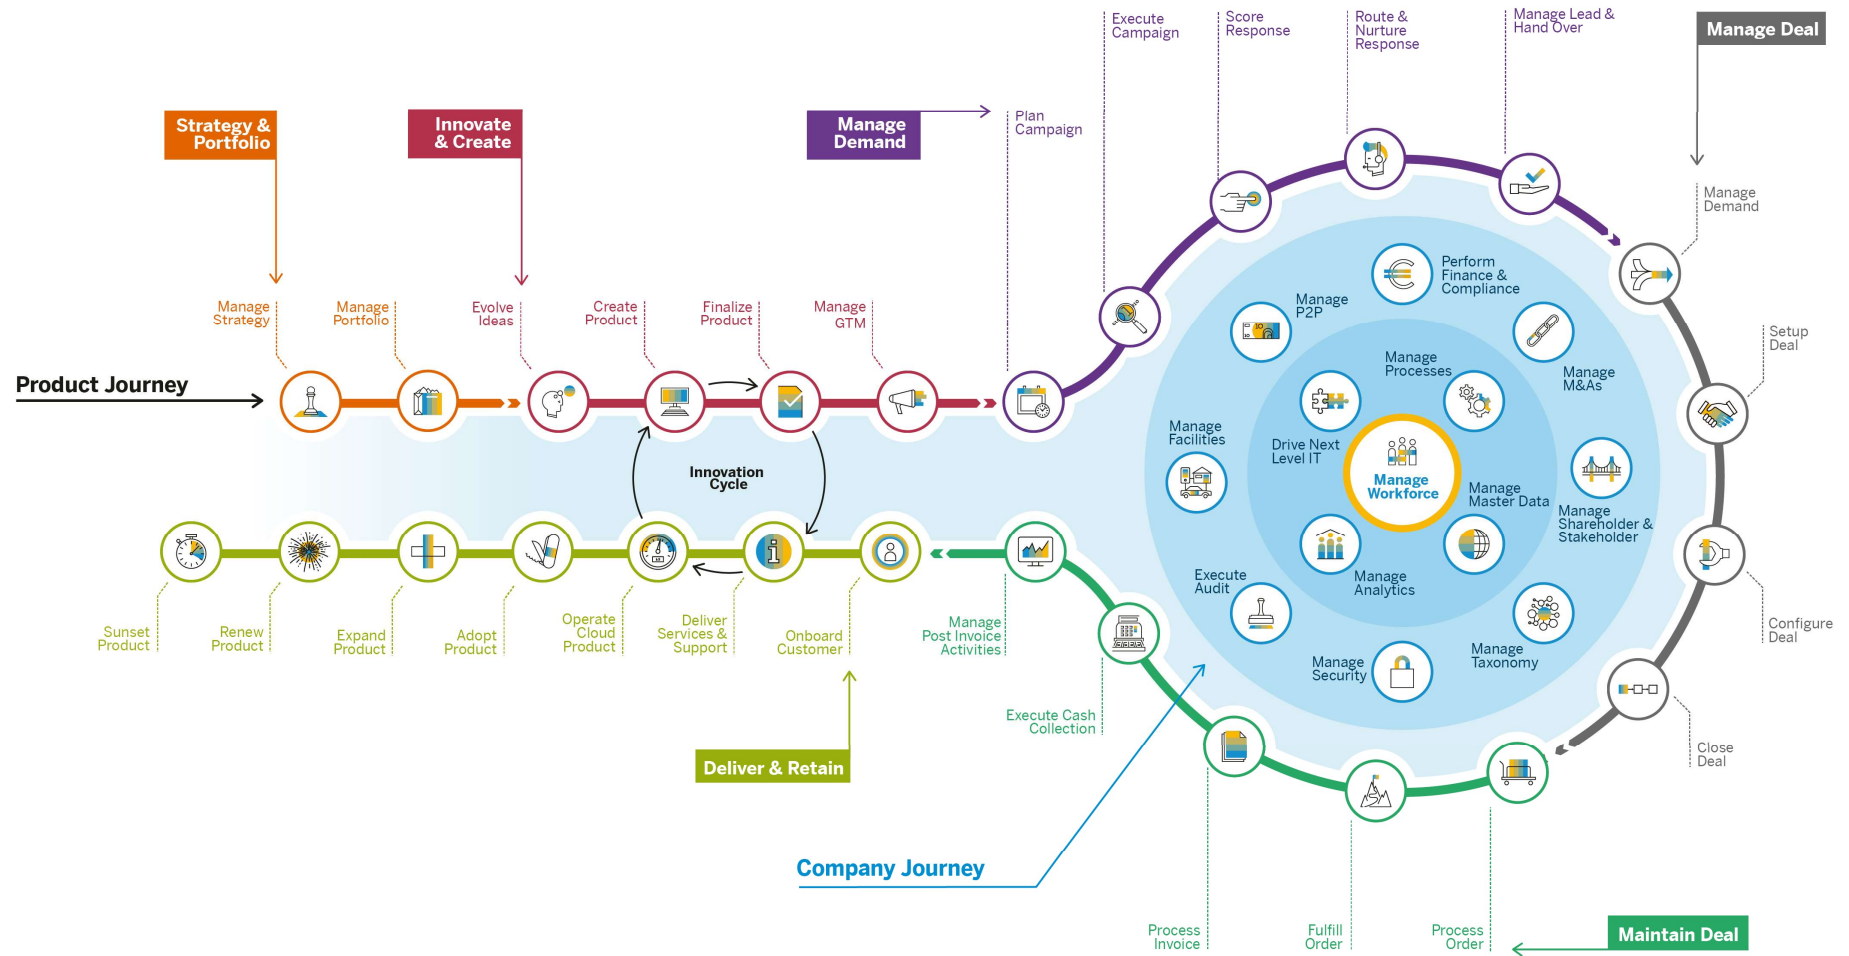 Execute
Campaign
Score
Response
Route &
Nurture
Response
Manage Lead &
Hand Over
Manage Deal
Strategy &
Portfolio
Innovate
& Create
Manage
Demand
Plan
Campaign
Manage
Demand
Manage
Strategy
Manage
Portfolio
Evolve
Ideas
Create
Product
Finalize
Product
Manage
GTM
Product Journey
Perform
Finance &
Compliance
Manage
P2P
Manage
M&As
Manage
Processes
Setup
Deal
Manage
Facilities
Drive Next
Level IT
Manage
Workforce
Manage
Master Data
Manage
Shareholder &
Stakeholder
Innovation
Cycle
Manage
Analytics
Execute
Audit
Manage
Taxonomy
Manage
Security
Configure
Deal
Sunset
Product
Renew
Product
Expand
Product
Adopt
Product
Operate
Cloud
Product
Deliver
Services &
Support
Onboard
Customer
Manage
Post Invoice
Activities
Execute Cash
Collection
Close
Deal
Deliver & Retain
Company Journey
Process
Invoice
Fulfill
Order
Process
Order
Maintain Deal